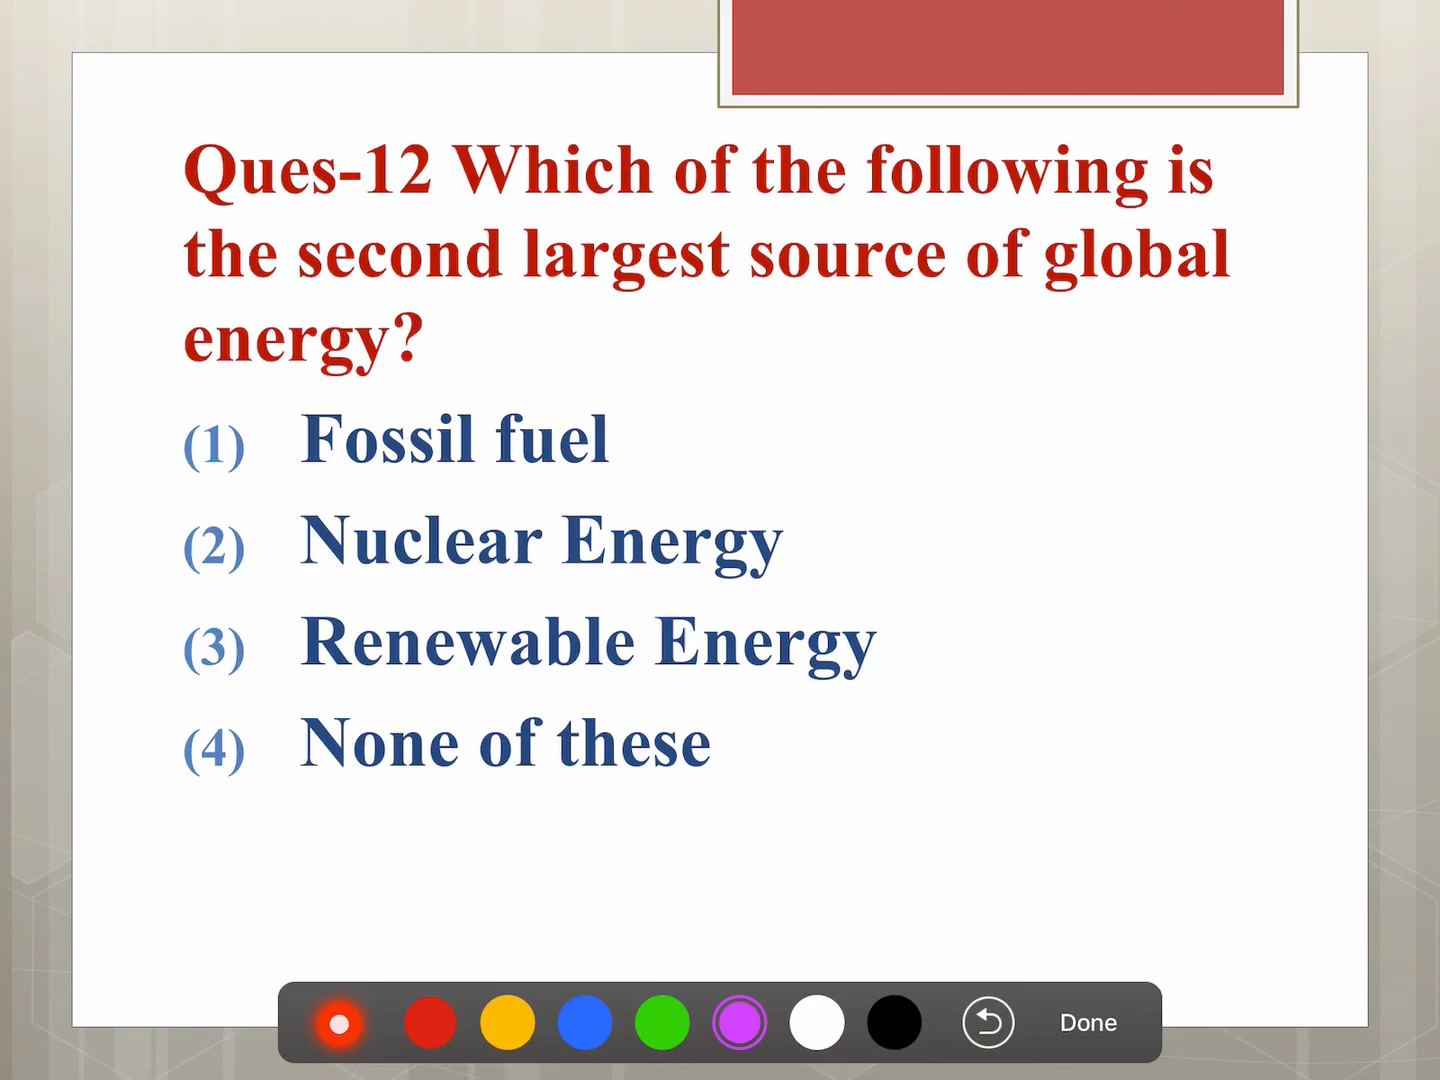 Ques-12 Which of the following is
the second largest source of global
energy?
(1) Fossil fuel
(2) Nuclear Energy
(3) Renewable Energy
(4) None of these
Done